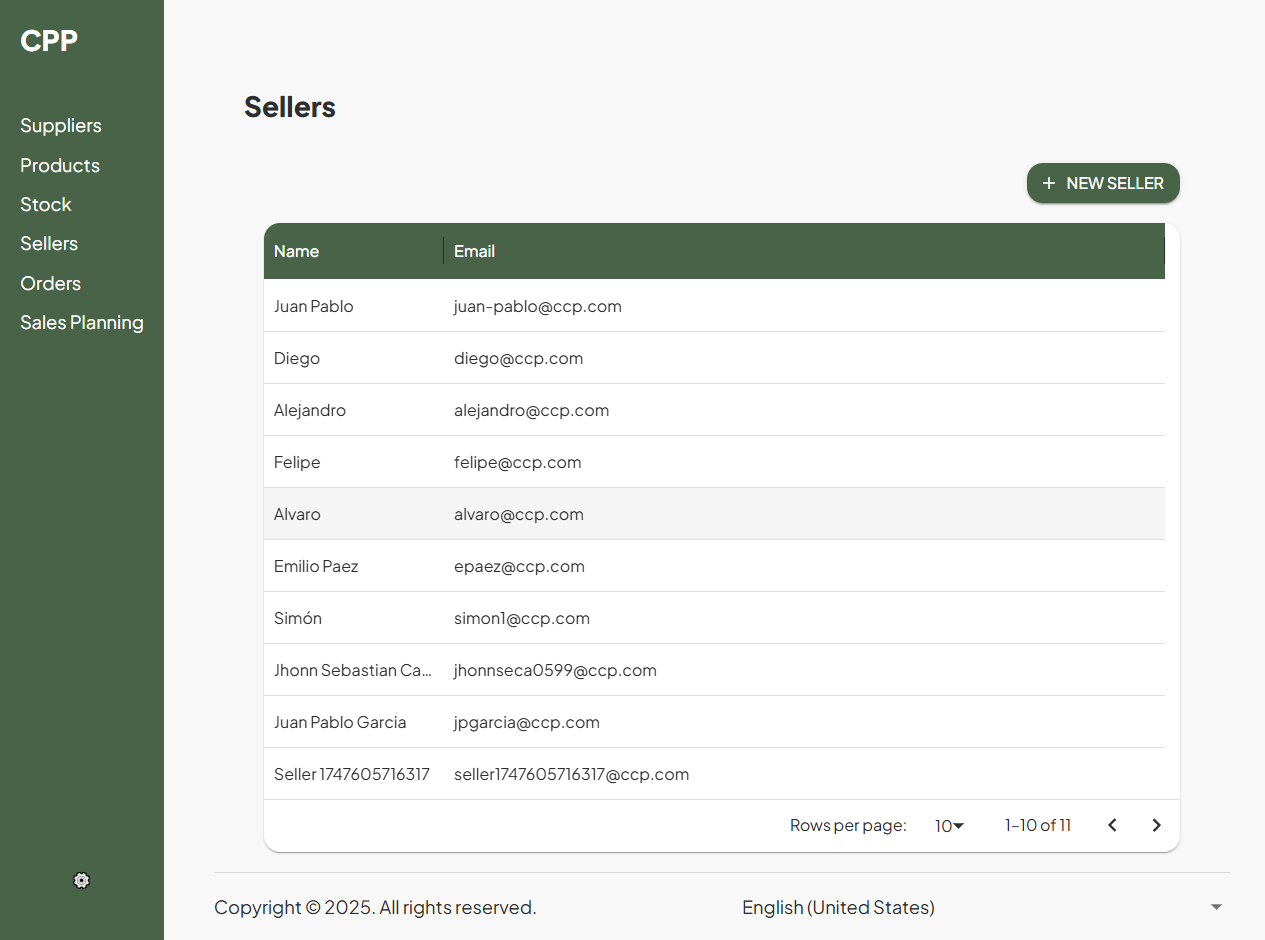 CPP
Suppliers
Products
Stock
Sellers
Orders
Sales Planning
Sellers
+ NEW SELLER
Name Email
Juan Pablo juan-pablo@ccp.com
Diego diego@ccp.com
Alejandro alejandro@ccp.com
Felipe felipe@ccp.com
Alvaro alvaro@ccp.com
Emilio Paez epaez@ccp.com
Simón simon1@ccp.com
Jhonn Sebastian Ca... jhonnseca0599@ccp.com
Juan Pablo Garcia jpgarcia@ccp.com
Seller 1747605716317 seller1747605716317@ccp.com
Rows per page: 10 1–10 of 11
Copyright © 2025. All rights reserved. English (United States)